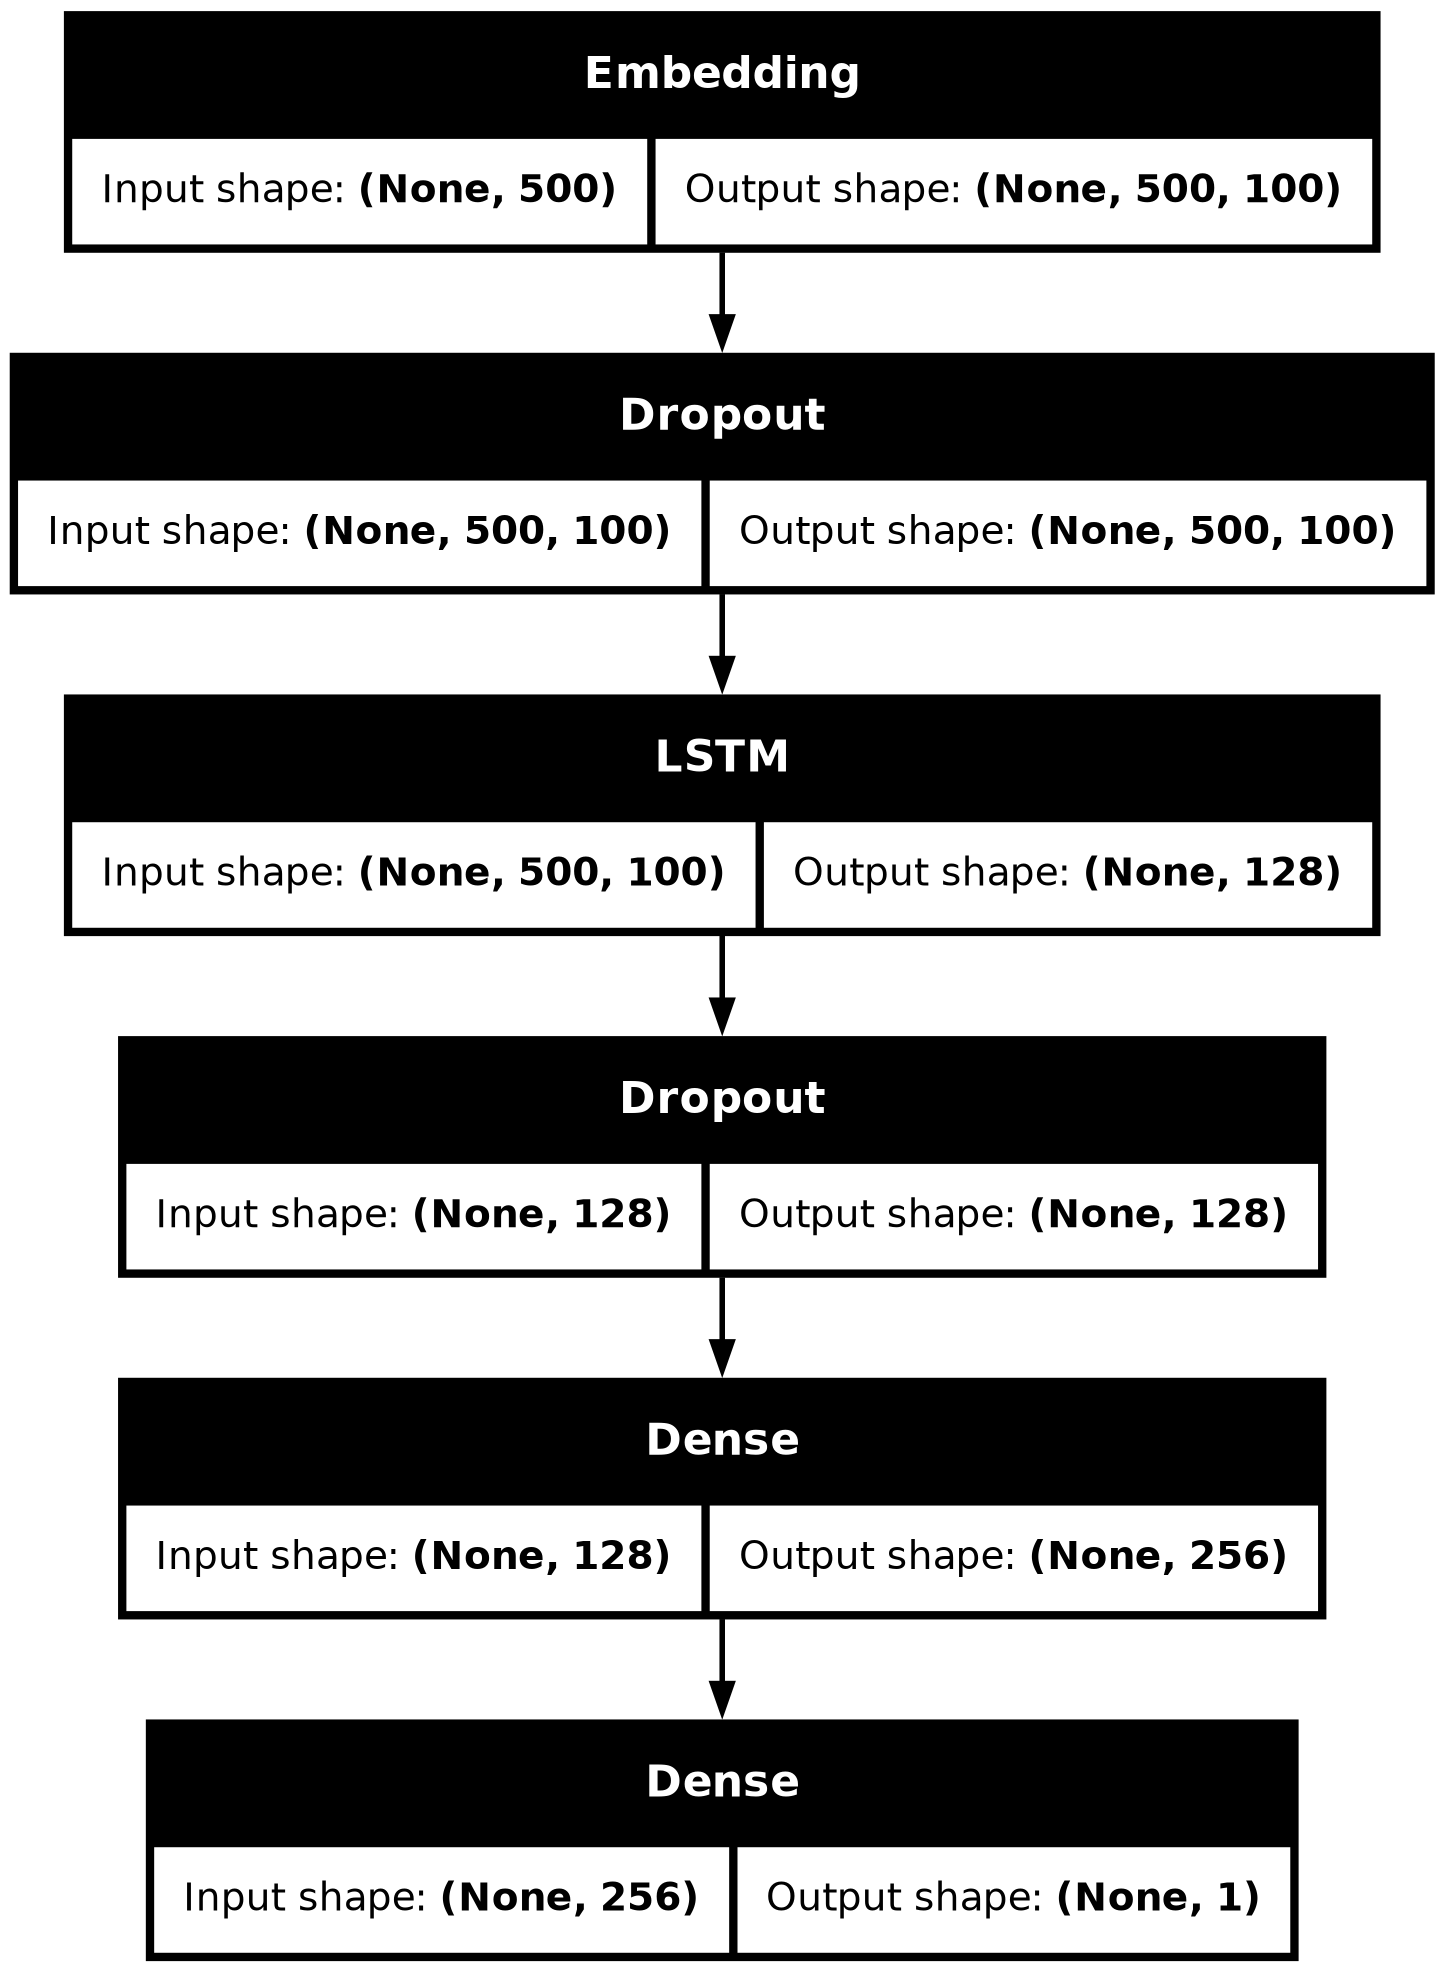 Embedding
Input shape: (None, 500) Output shape: (None, 500, 100)
Dropout
Input shape: (None, 500, 100) Output shape: (None, 500, 100)
LSTM
Input shape: (None, 500, 100) Output shape: (None, 128)
Dropout
Input shape: (None, 128) Output shape: (None, 128)
Dense
Input shape: (None, 128) Output shape: (None, 256)
Dense
Input shape: (None, 256) Output shape: (None, 1)